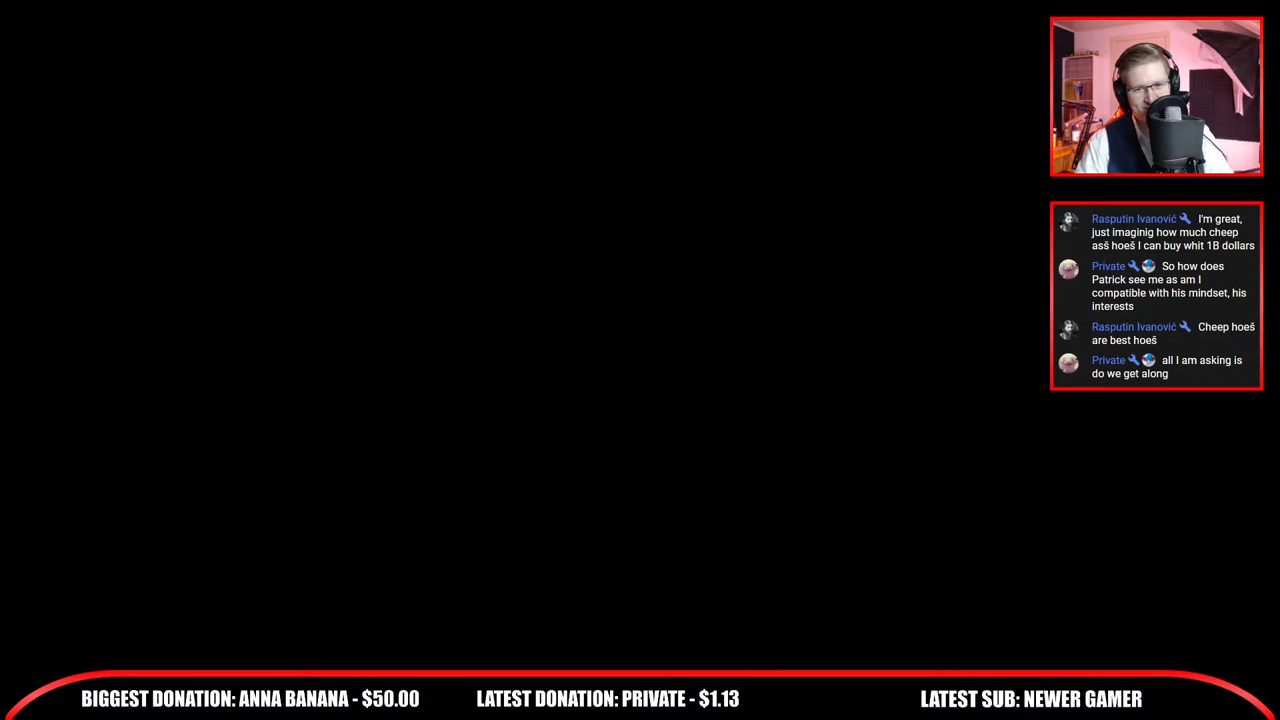 Rasputin Ivanović I'm great,
just imaginig how much cheep
asš hoeš I can buy whit 1B dollars
Private So how does
Patrick see me as am I
compatible with his mindset, his
interests
Rasputin Ivanović Cheep hoeš
are best hoeš
Private all I am asking is
do we get along
BIGGEST DONATION: ANNA BANANA - $50.00
LATEST DONATION: PRIVATE - $1.13
LATEST SUB: NEWER GAMER